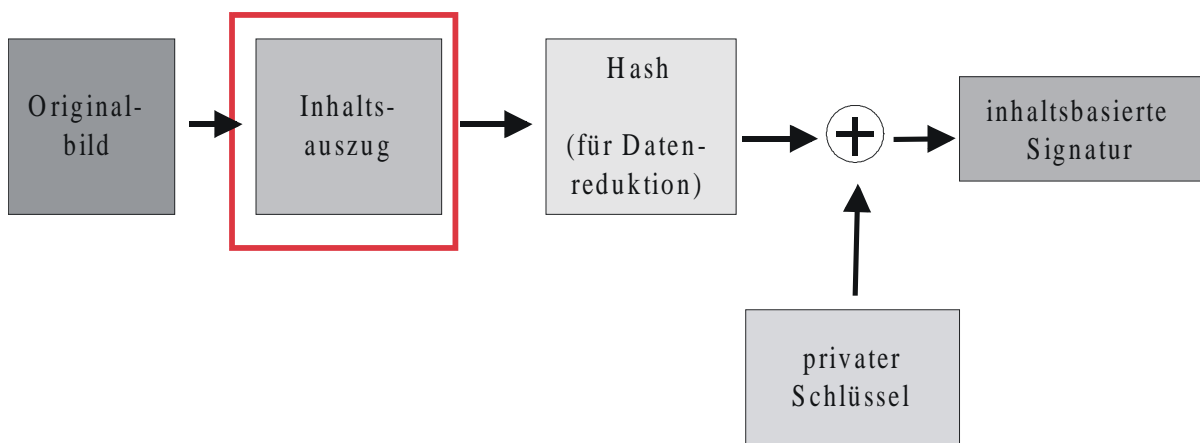 Original-
bild
Inhalts-
auszug
Hash
(für Daten-
reduktion)
inhaltsbasierte
Signatur
privater
Schlüssel